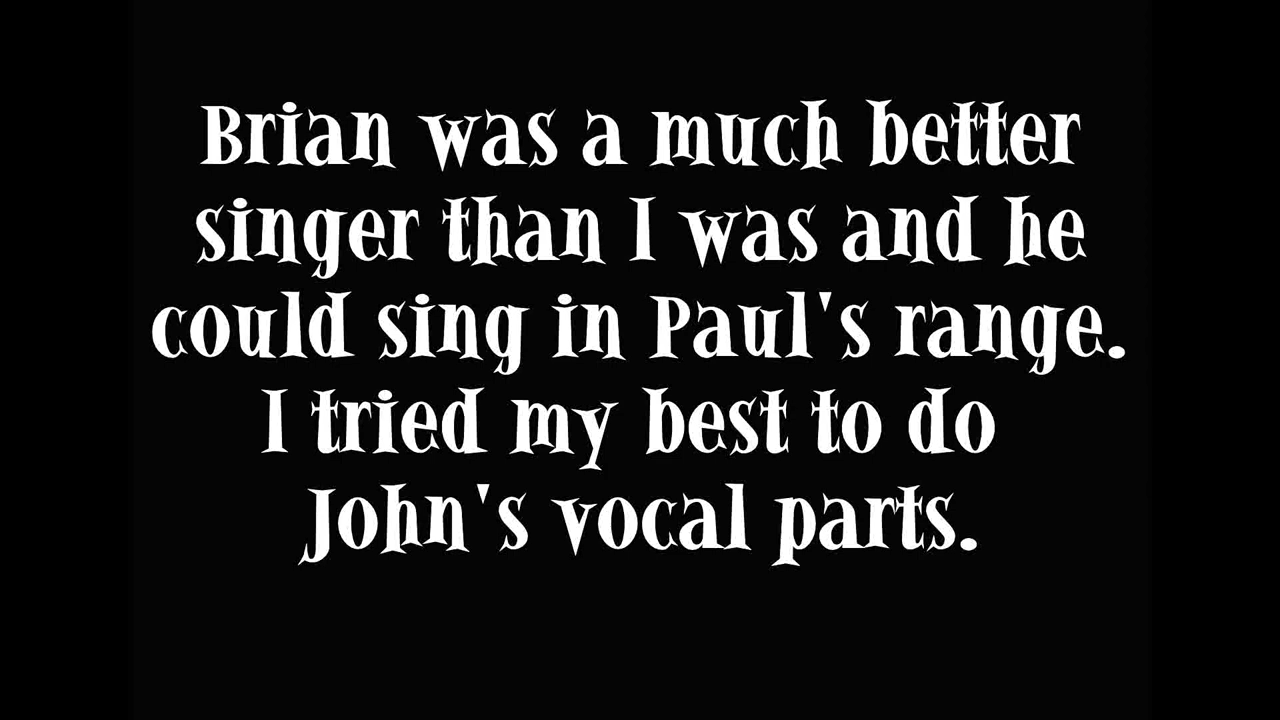 Brian was a much better
singer than I was and he
could sing in Paul's range.
I tried my best to do
John's vocal parts.